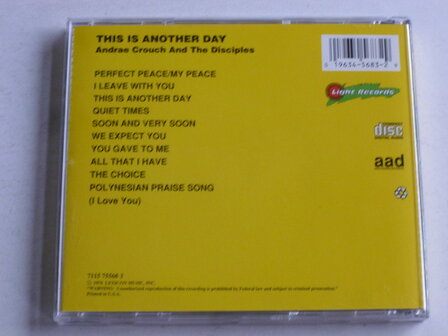 THIS IS ANOTHER DAY
Andrae Crouch And The Disciples
PERFECT PEACE/MY PEACE
I LEAVE WITH YOU
THIS IS ANOTHER DAY
QUIET TIMES
SOON AND VERY SOON
WE EXPECT YOU
YOU GAVE TO ME
ALL THAT I HAVE
THE CHOICE
POLYNESIAN PRAISE SONG
(I Love You)
Light Records
disc
aad
Printed in U.S.A.